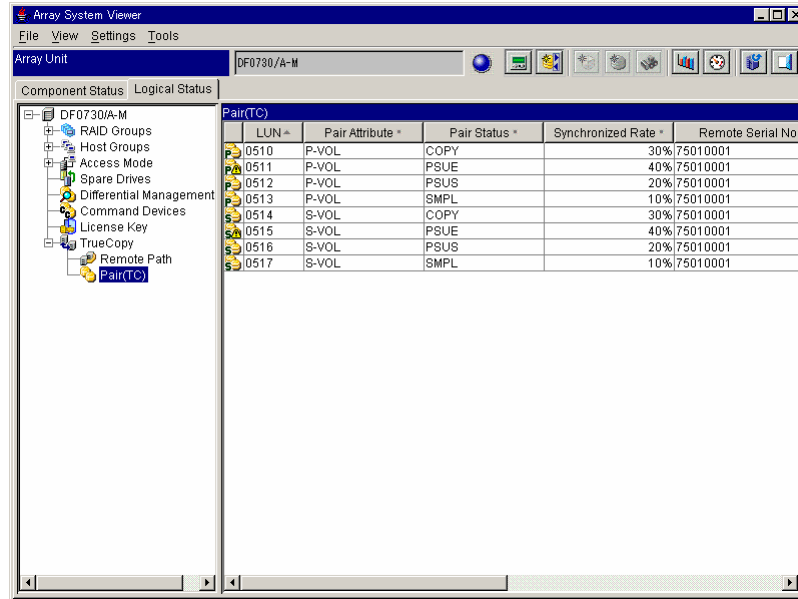 Array System Viewer
File View Settings Tools
Array Unit
DF0730/A-M
Component Status
Logical Status
DF0730/A-M
RAID Groups
Host Groups
Access Mode
Spare Drives
Differential Management
Command Devices
License Key
TrueCopy
Remote Path
Pair(TC)
Pair(TC)
LUN Pair Attribute Pair Status Synchronized Rate Remote Serial No
0510 P-VOL COPY 30% 75010001
0511 P-VOL PSUE 40% 75010001
0512 P-VOL PSUS 20% 75010001
0513 P-VOL SMPL 10% 75010001
0514 S-VOL COPY 30% 75010001
0515 S-VOL PSUE 40% 75010001
0516 S-VOL PSUS 20% 75010001
0517 S-VOL SMPL 10% 75010001